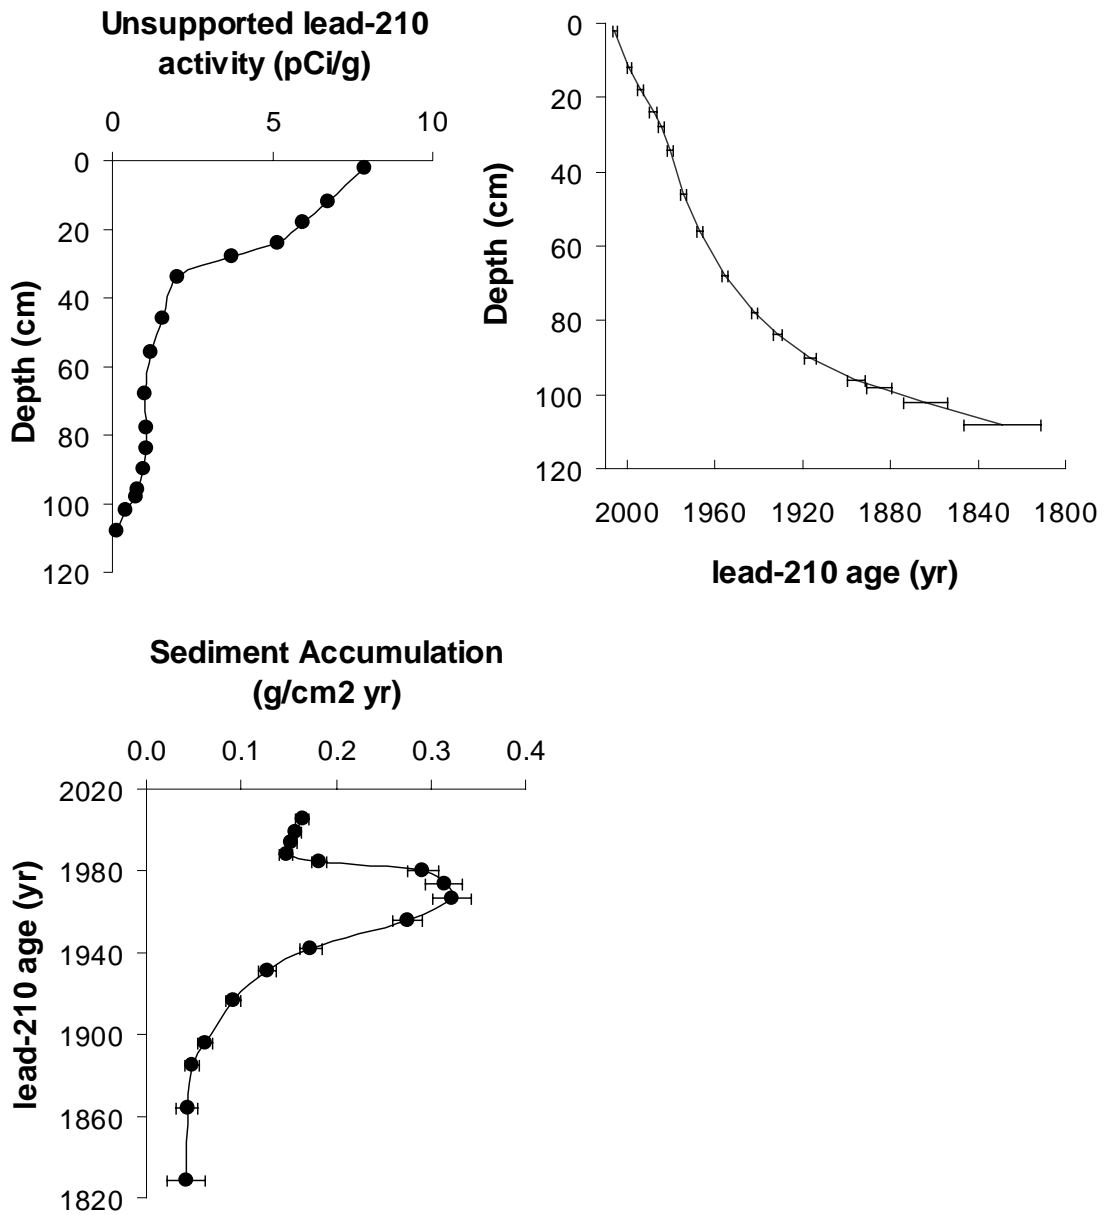 Unsupported lead-210
activity (pCi/g)
0 5 10
0
20
40
60
80
100
120
Depth (cm)
0
20
40
60
80
100
120
Depth (cm)
2000 1960 1920 1880 1840 1800
lead-210 age (yr)
Sediment Accumulation
(g/cm2 yr)
0.0 0.1 0.2 0.3 0.4
2020
1980
1940
1900
1860
1820
lead-210 age (yr)